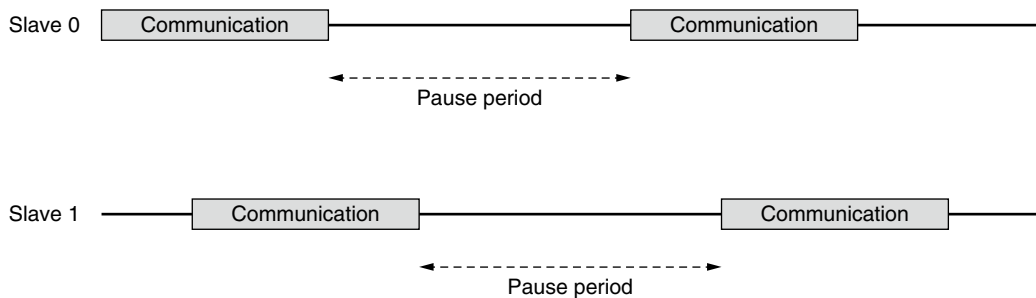 Slave 0
Communication
Communication
Pause period
Slave 1
Communication
Communication
Pause period